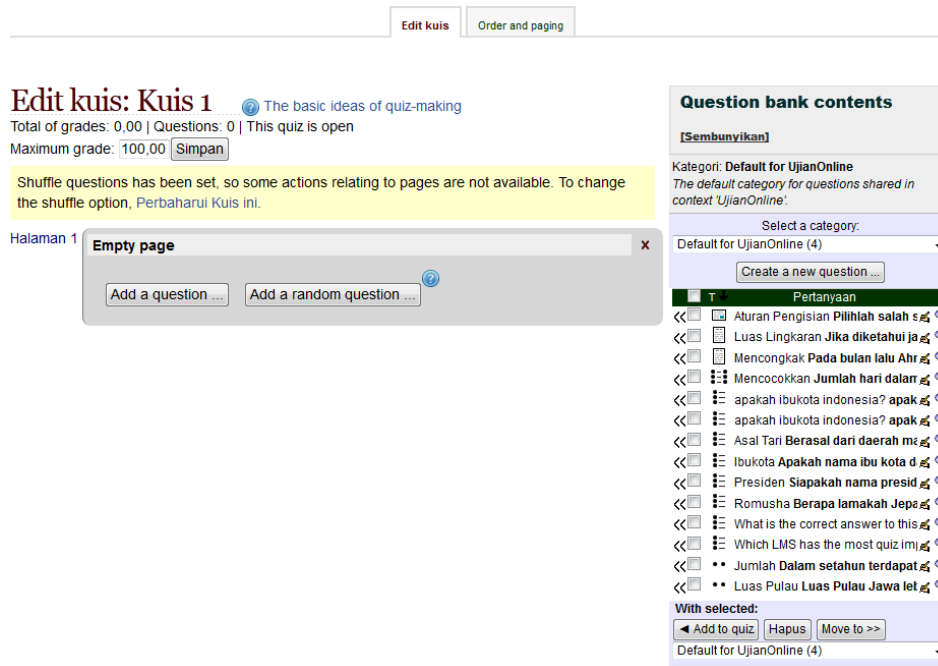 Edit kuis
Order and paging
Edit kuis: Kuis 1
The basic ideas of quiz-making
Total of grades: 0,00 | Questions: 0 | This quiz is open
Maximum grade: 100,00 Simpan
Shuffle questions has been set, so some actions relating to pages are not available. To change
the shuffle option, Perbaharui Kuis ini.
Halaman 1
Empty page x
Add a question ...
Add a random question ...
Question bank contents
[Sembunyikan]
Kategori: Default for UjianOnline
The default category for questions shared in
context 'UjianOnline'.
Select a category:
Default for UjianOnline (4)
Create a new question ...
T Pertanyaan
Aturan Pengisian Pilihlah salah s
Luas Lingkaran Jika diketahui ja
Mencongkak Pada bulan lalu Ahr
Mencocokkan Jumlah hari dalam
apakah ibukota indonesia? apak
apakah ibukota indonesia? apak
Asal Tari Berasal dari daerah ma
Ibukota Apakah nama ibu kota d
Presiden Siapakah nama presid
Romusha Berapa lamakah Jepa
What is the correct answer to this
Which LMS has the most quiz im
Jumlah Dalam setahun terdapat
Luas Pulau Luas Pulau Jawa leb
With selected:
◄ Add to quiz Hapus Move to >>
Default for UjianOnline (4)